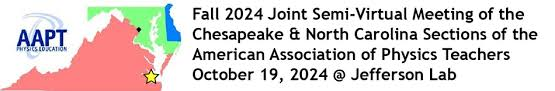 AAPT
PHYSICS EDUCATION
Fall 2024 Joint Semi-Virtual Meeting of the
Chesapeake & North Carolina Sections of the
American Association of Physics Teachers
October 19, 2024 @ Jefferson Lab